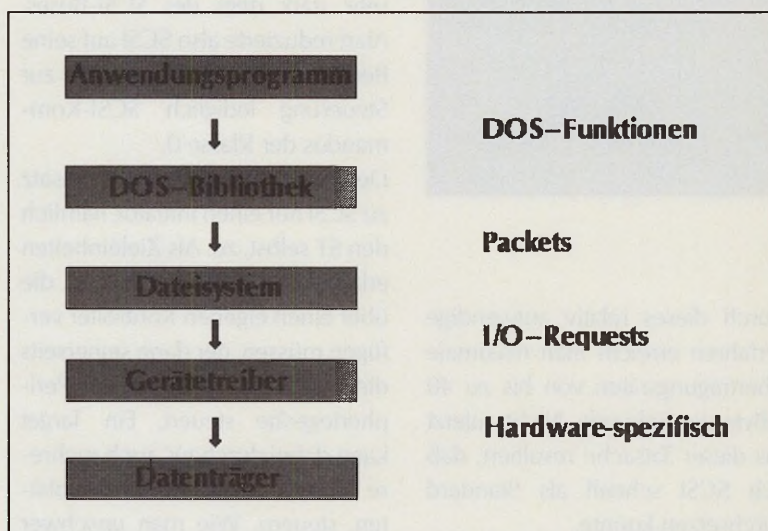 Anwendungsprogramm
DOS-Funktionen
DOS-Bibliothek
Packets
Dateisystem
I/O-Requests
Gerätetreiber
Hardware-spezifisch
Datenträger